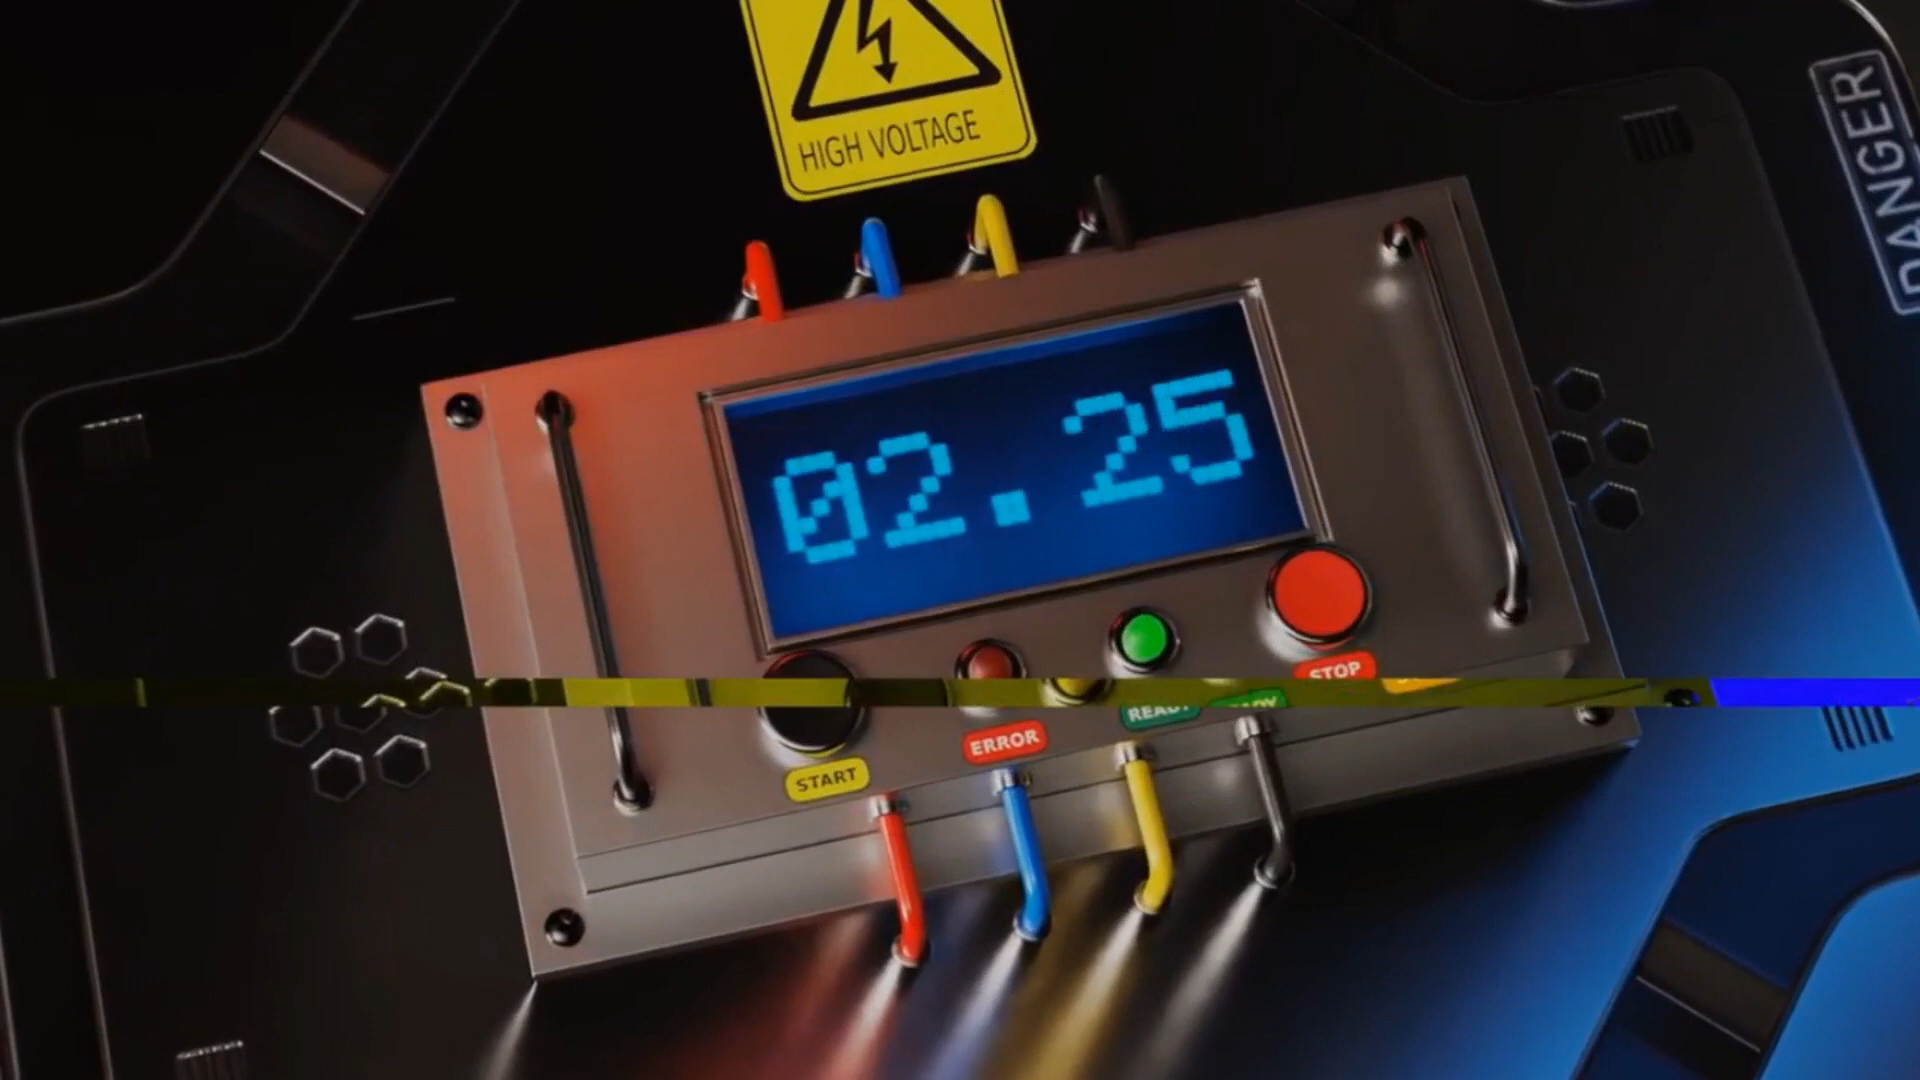 HIGH VOLTAGE
DANGER
02.25
STOP
READY
ERROR
START